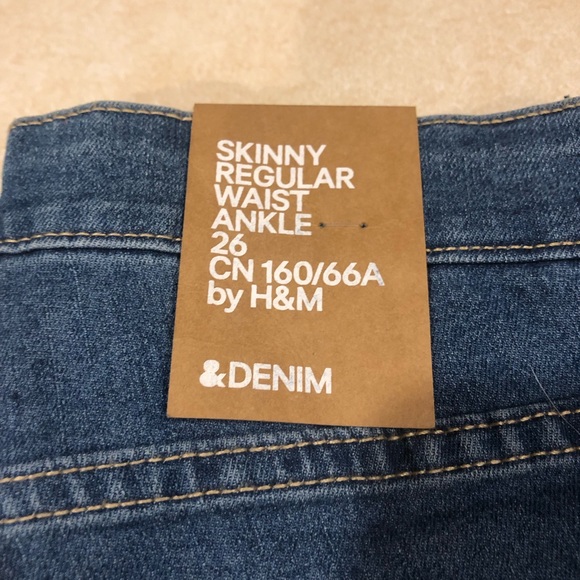 SKINNY
REGULAR
WAIST
ANKLE
26
CN 160/66A
by H&M
&DENIM